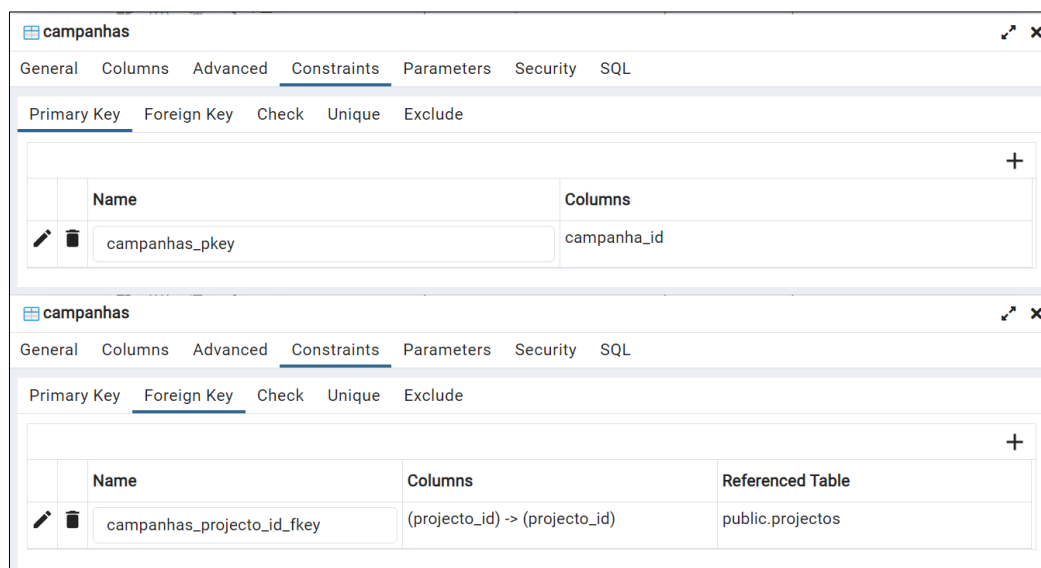 campanhas
General Columns Advanced Constraints Parameters Security SQL
Primary Key Foreign Key Check Unique Exclude
Name Columns
campanhas_pkey campanha_id
campanhas
General Columns Advanced Constraints Parameters Security SQL
Primary Key Foreign Key Check Unique Exclude
Name Columns Referenced Table
campanhas_projecto_id_fkey (projecto_id) -> (projecto_id) public.projectos